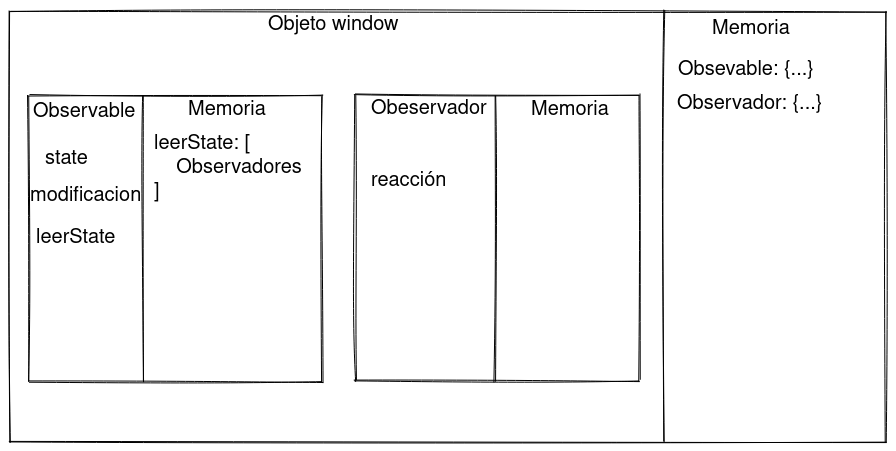 Objeto window
Observable
state
modificacion
leerState
Memoria
leerState: [
Observadores
]
Obeservador
reacción
Memoria
Memoria
Obsevable: {...}
Observador: {...}